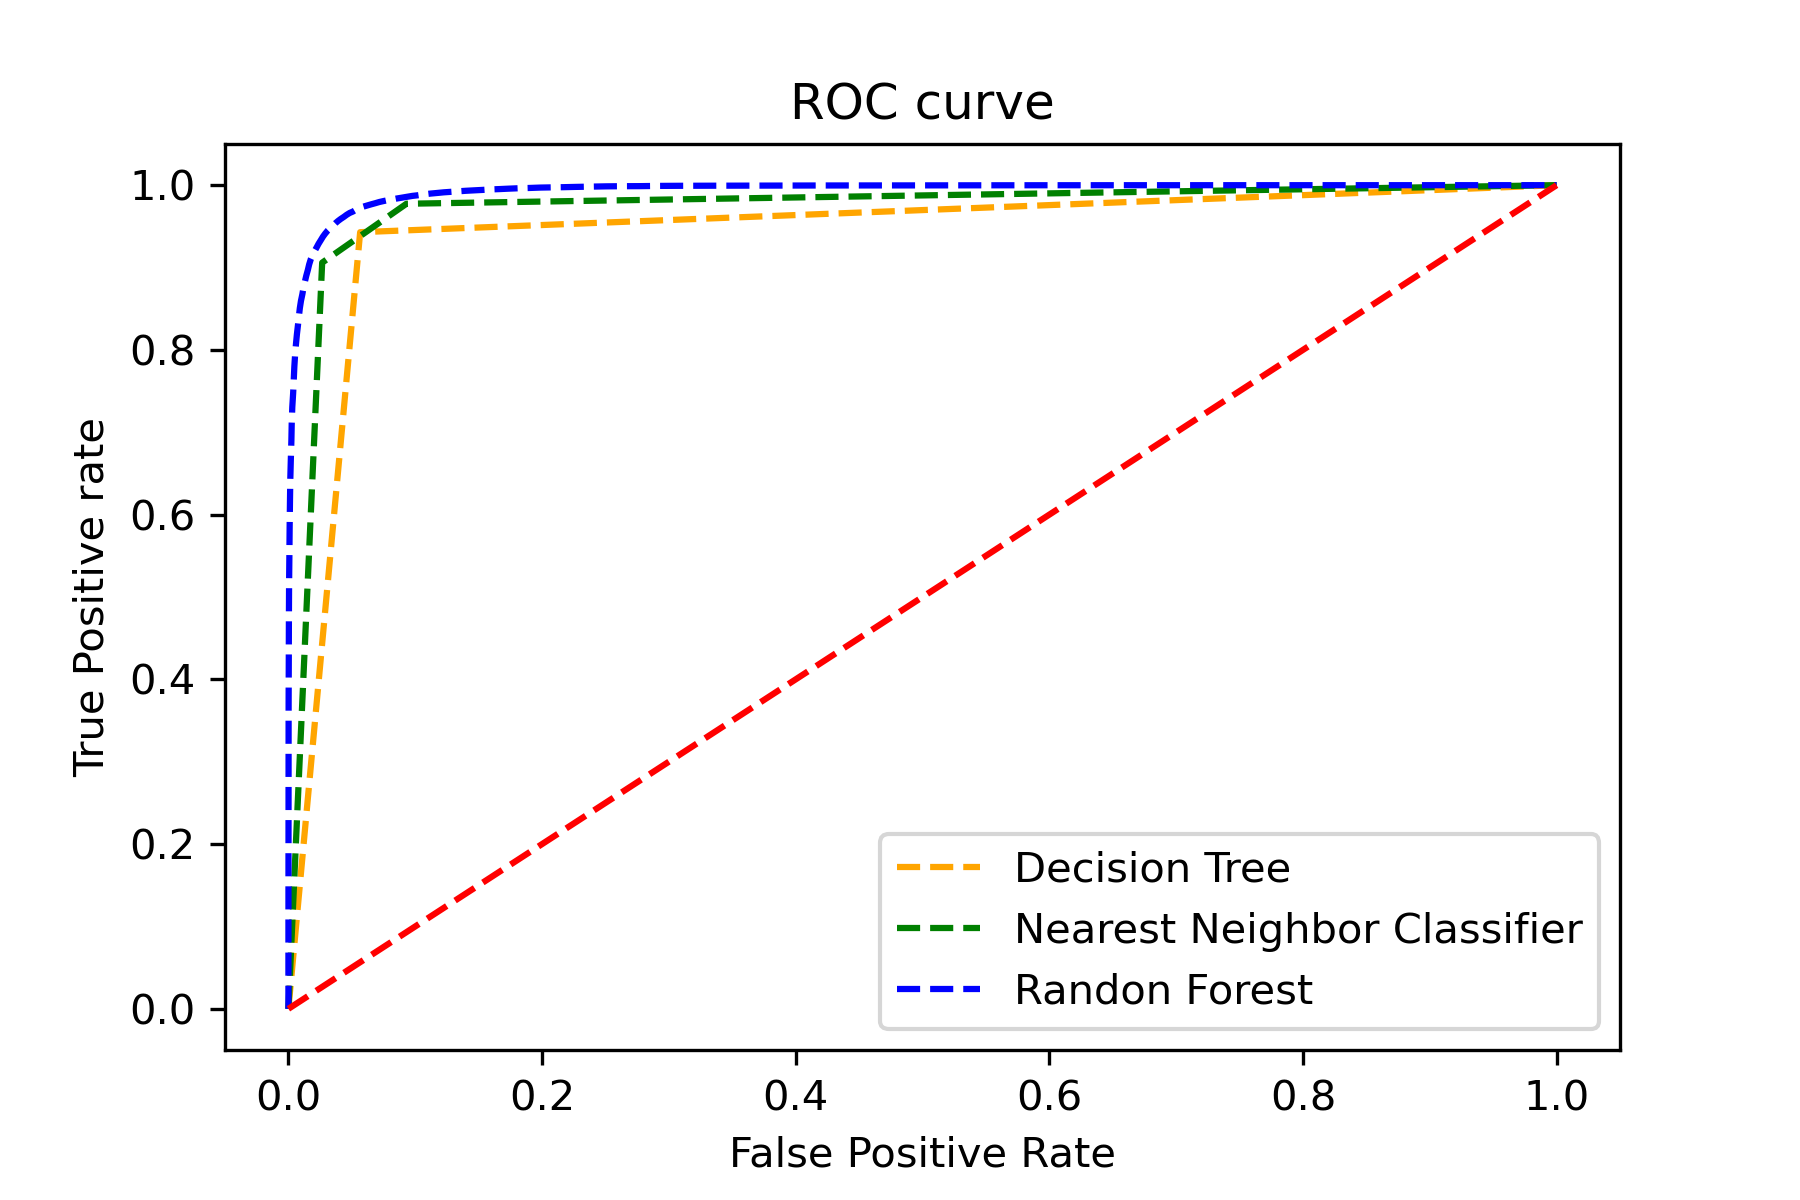 ROC curve
True Positive rate
1.0
0.8
0.6
0.4
0.2
0.0
Decision Tree
Nearest Neighbor Classifier
Randon Forest
0.0 0.2 0.4 0.6 0.8 1.0
False Positive Rate